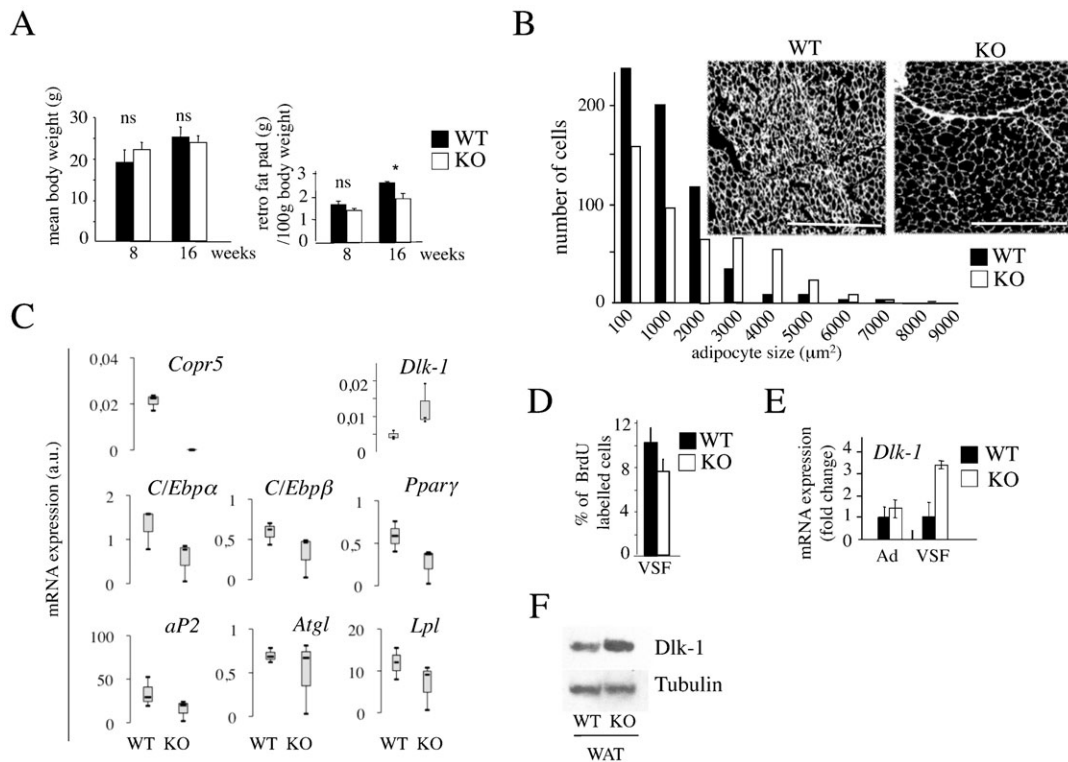 A
mean body weight (g)
30
20
10
0
ns
ns
8
16
weeks
retro fat pad (g)
/100g body weight)
3
2
1
0
ns
*
8
16
weeks
WT
KO
B
WT
KO
number of cells
200
100
0
100
1000
2000
3000
4000
5000
6000
7000
8000
9000
adipocyte size (μm²)
WT
KO
C
mRNA expression (a.u.)
Copr5
0,04
0,02
0
Dlk-1
0,02
0,01
0
C/Ebpα
2
1
0
C/Ebpβ
1
0,5
0
Pparγ
1
0,5
0
aP2
100
50
0
Atgl
1
0,5
0
Lpl
20
10
0
WT KO
WT KO
WT KO
D
% of BrdU
labelled cells
12
8
4
0
VSF
WT
KO
E
mRNA expression
(fold change)
4
3
2
1
0
Dlk-1
Ad
VSF
WT
KO
F
Dlk-1
Tubulin
WT KO
WAT